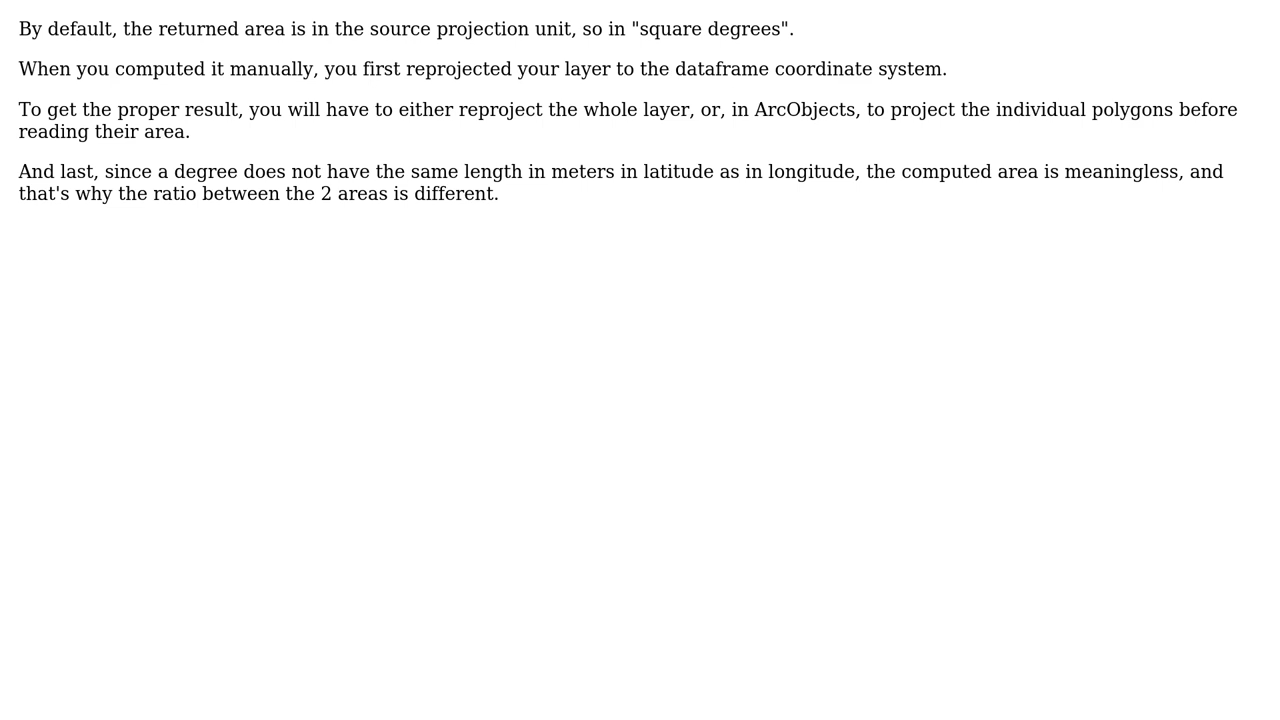 By default, the returned area is in the source projection unit, so in "square degrees".
When you computed it manually, you first reprojected your layer to the dataframe coordinate system.
To get the proper result, you will have to either reproject the whole layer, or, in ArcObjects, to project the individual polygons before
reading their area.
And last, since a degree does not have the same length in meters in latitude as in longitude, the computed area is meaningless, and
that's why the ratio between the 2 areas is different.